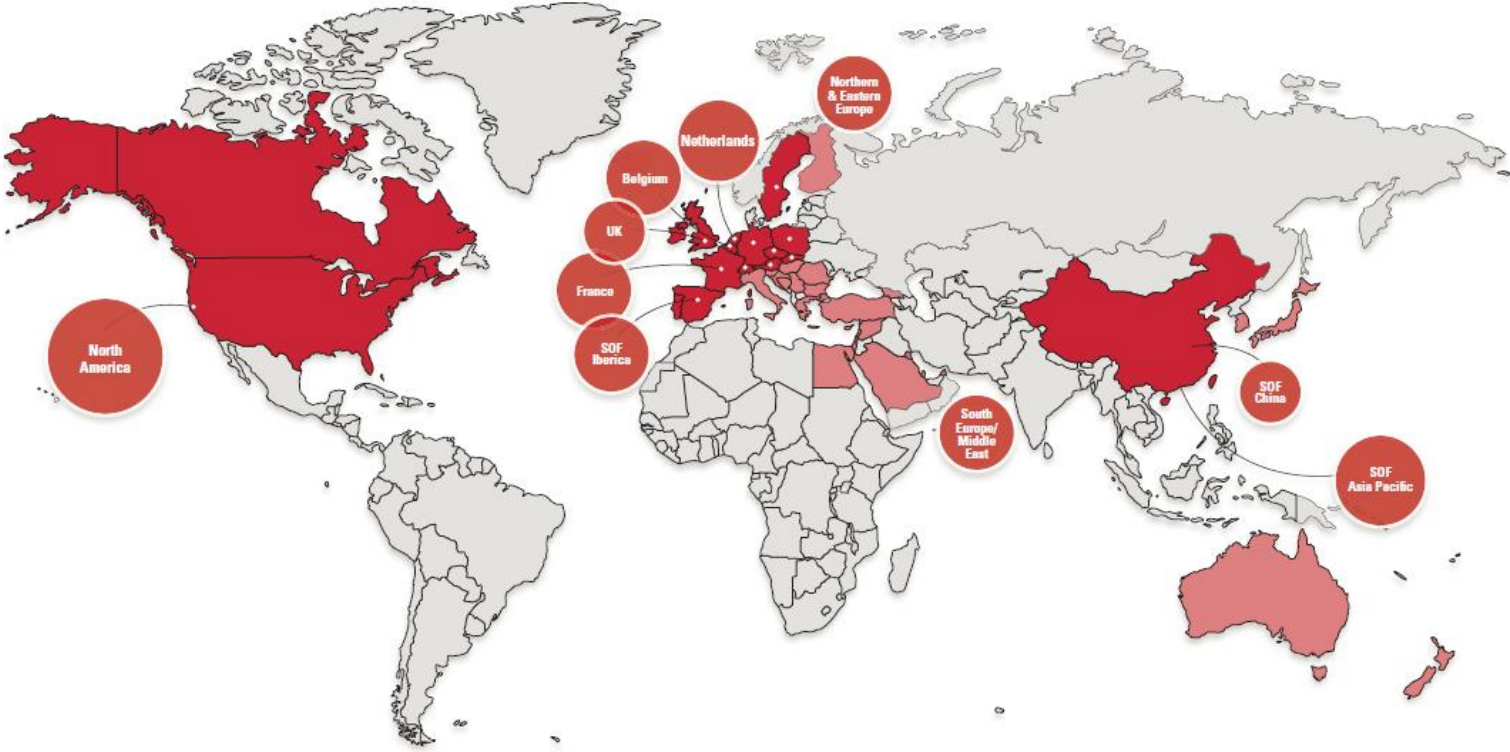 Northern
& Eastern
Europe
Netherlands
Belgium
UK
France
SOF
Iberica
North
America
SOF
China
South
Europe/
Middle
East
SOF
Asia Pacific